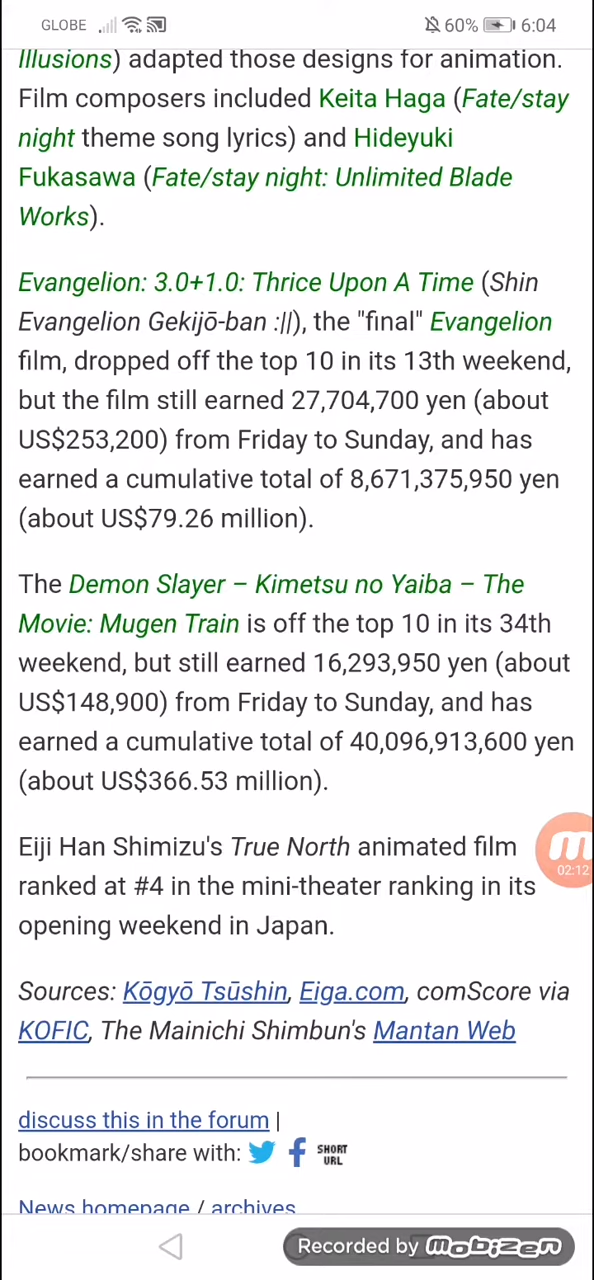 GLOBE 60% 6:04
Illusions) adapted those designs for animation.
Film composers included Keita Haga (Fate/stay
night theme song lyrics) and Hideyuki
Fukasawa (Fate/stay night: Unlimited Blade
Works).
Evangelion: 3.0+1.0: Thrice Upon A Time (Shin
Evangelion Gekijō-ban :||), the "final" Evangelion
film, dropped off the top 10 in its 13th weekend,
but the film still earned 27,704,700 yen (about
US$253,200) from Friday to Sunday, and has
earned a cumulative total of 8,671,375,950 yen
(about US$79.26 million).
The Demon Slayer – Kimetsu no Yaiba – The
Movie: Mugen Train is off the top 10 in its 34th
weekend, but still earned 16,293,950 yen (about
US$148,900) from Friday to Sunday, and has
earned a cumulative total of 40,096,913,600 yen
(about US$366.53 million).
Eiji Han Shimizu's True North animated film
ranked at #4 in the mini-theater ranking in its
opening weekend in Japan.
02:12
Sources: Kōgyō Tsūshin, Eiga.com, comScore via
KOFIC, The Mainichi Shimbun's Mantan Web
discuss this in the forum |
bookmark/share with: SHORT URL
News homepage / archives
Recorded by mobizen